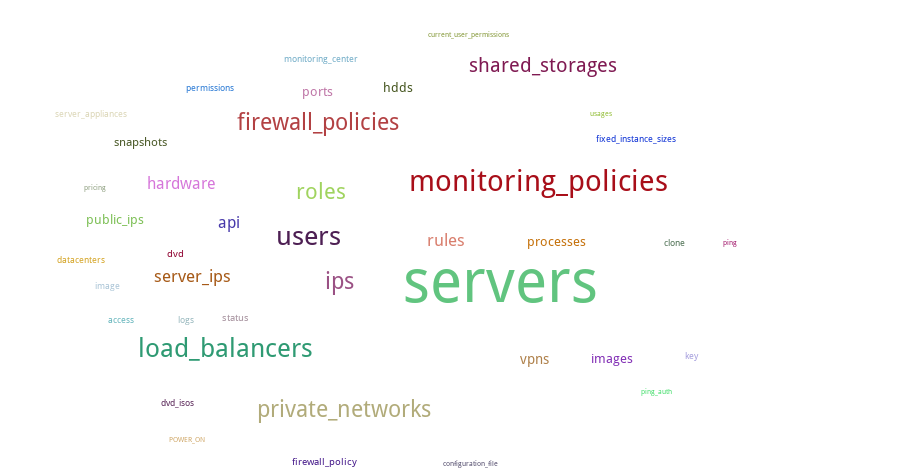 current_user_permissions
monitoring_center
shared_storages
permissions
ports
hdds
server_appliances
firewall_policies
usages
snapshots
fixed_instance_sizes
pricing
hardware
roles
monitoring_policies
public_ips
api
users
rules
processes
clone
ping
datacenters
dvd
image
server_ips
ips
servers
access
logs
status
load_balancers
vpns
images
key
ping_auth
dvd_isos
private_networks
POWER_ON
firewall_policy
configuration_file